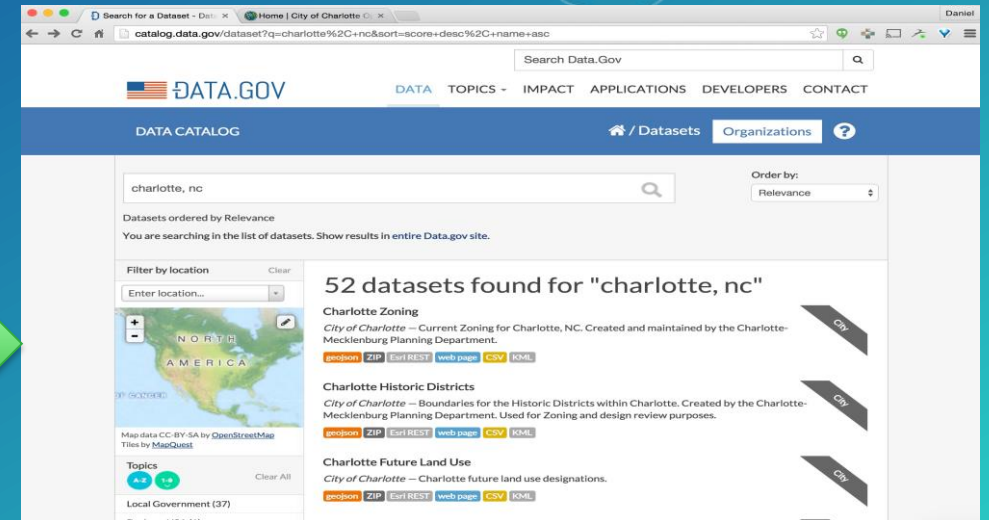 Search for a Dataset - Data
Home | City of Charlotte
Daniel
catalog.data.gov/dataset?q=charlotte%2C+nc&sort=score+desc%2C+name+asc
Search Data.Gov
DATA.GOV
DATA TOPICS IMPACT APPLICATIONS DEVELOPERS CONTACT
DATA CATALOG
/ Datasets Organizations ?
charlotte, nc
Order by:
Relevance
Datasets ordered by Relevance
You are searching in the list of datasets. Show results in entire Data.gov site.
Filter by location Clear
Enter location...
+
-
NORTH
AMERICA
Map data CC-BY-SA by OpenStreetMap
Tiles by MapQuest
Topics
A-Z 1-9
Clear All
Local Government (37)
52 datasets found for "charlotte, nc"
Charlotte Zoning
City of Charlotte — Current Zoning for Charlotte, NC. Created and maintained by the Charlotte-
Mecklenburg Planning Department.
geojson ZIP Esri REST web page CSV KML
City
Charlotte Historic Districts
City of Charlotte — Boundaries for the Historic Districts within Charlotte. Created by the Charlotte-
Mecklenburg Planning Department. Used for Zoning and design review purposes.
geojson ZIP Esri REST web page CSV KML
City
Charlotte Future Land Use
City of Charlotte — Charlotte future land use designations.
geojson ZIP Esri REST web page CSV KML
City